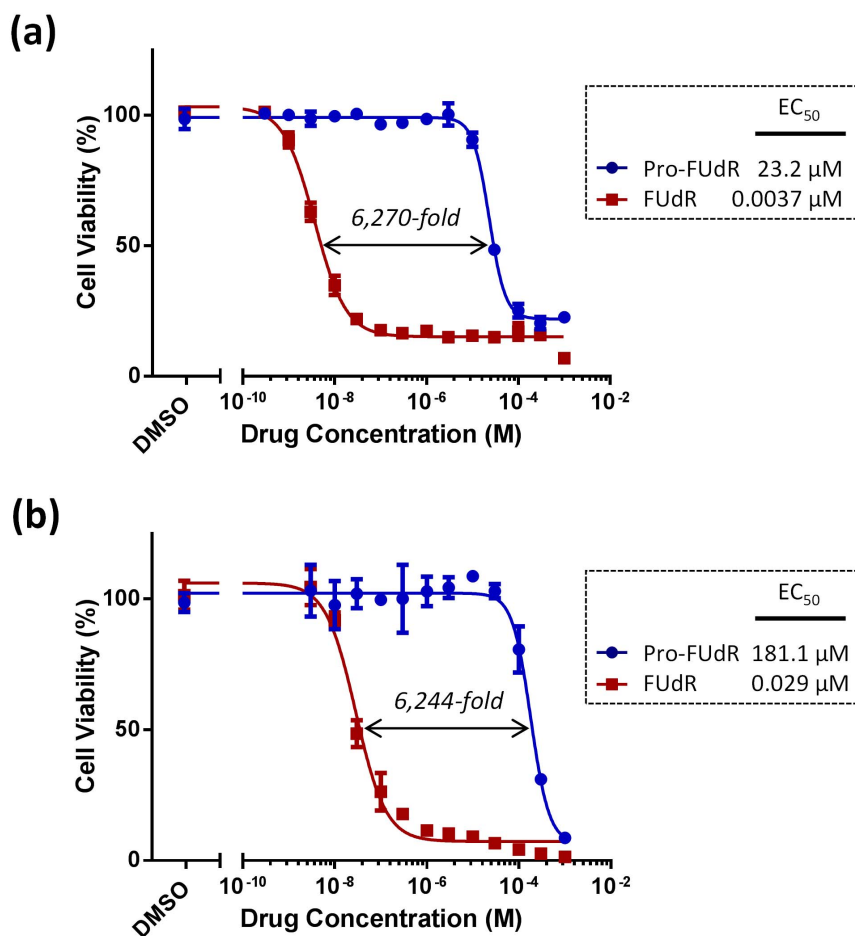 (a)
Cell Viability (%)
100
50
0
6,270-fold
DMSO
10⁻¹⁰ 10⁻⁸ 10⁻⁶ 10⁻⁴ 10⁻²
Drug Concentration (M)
EC₅₀
Pro-FUdR 23.2 μM
FUdR 0.0037 μM
(b)
Cell Viability (%)
100
50
0
6,244-fold
DMSO
10⁻¹⁰ 10⁻⁸ 10⁻⁶ 10⁻⁴ 10⁻²
Drug Concentration (M)
EC₅₀
Pro-FUdR 181.1 μM
FUdR 0.029 μM